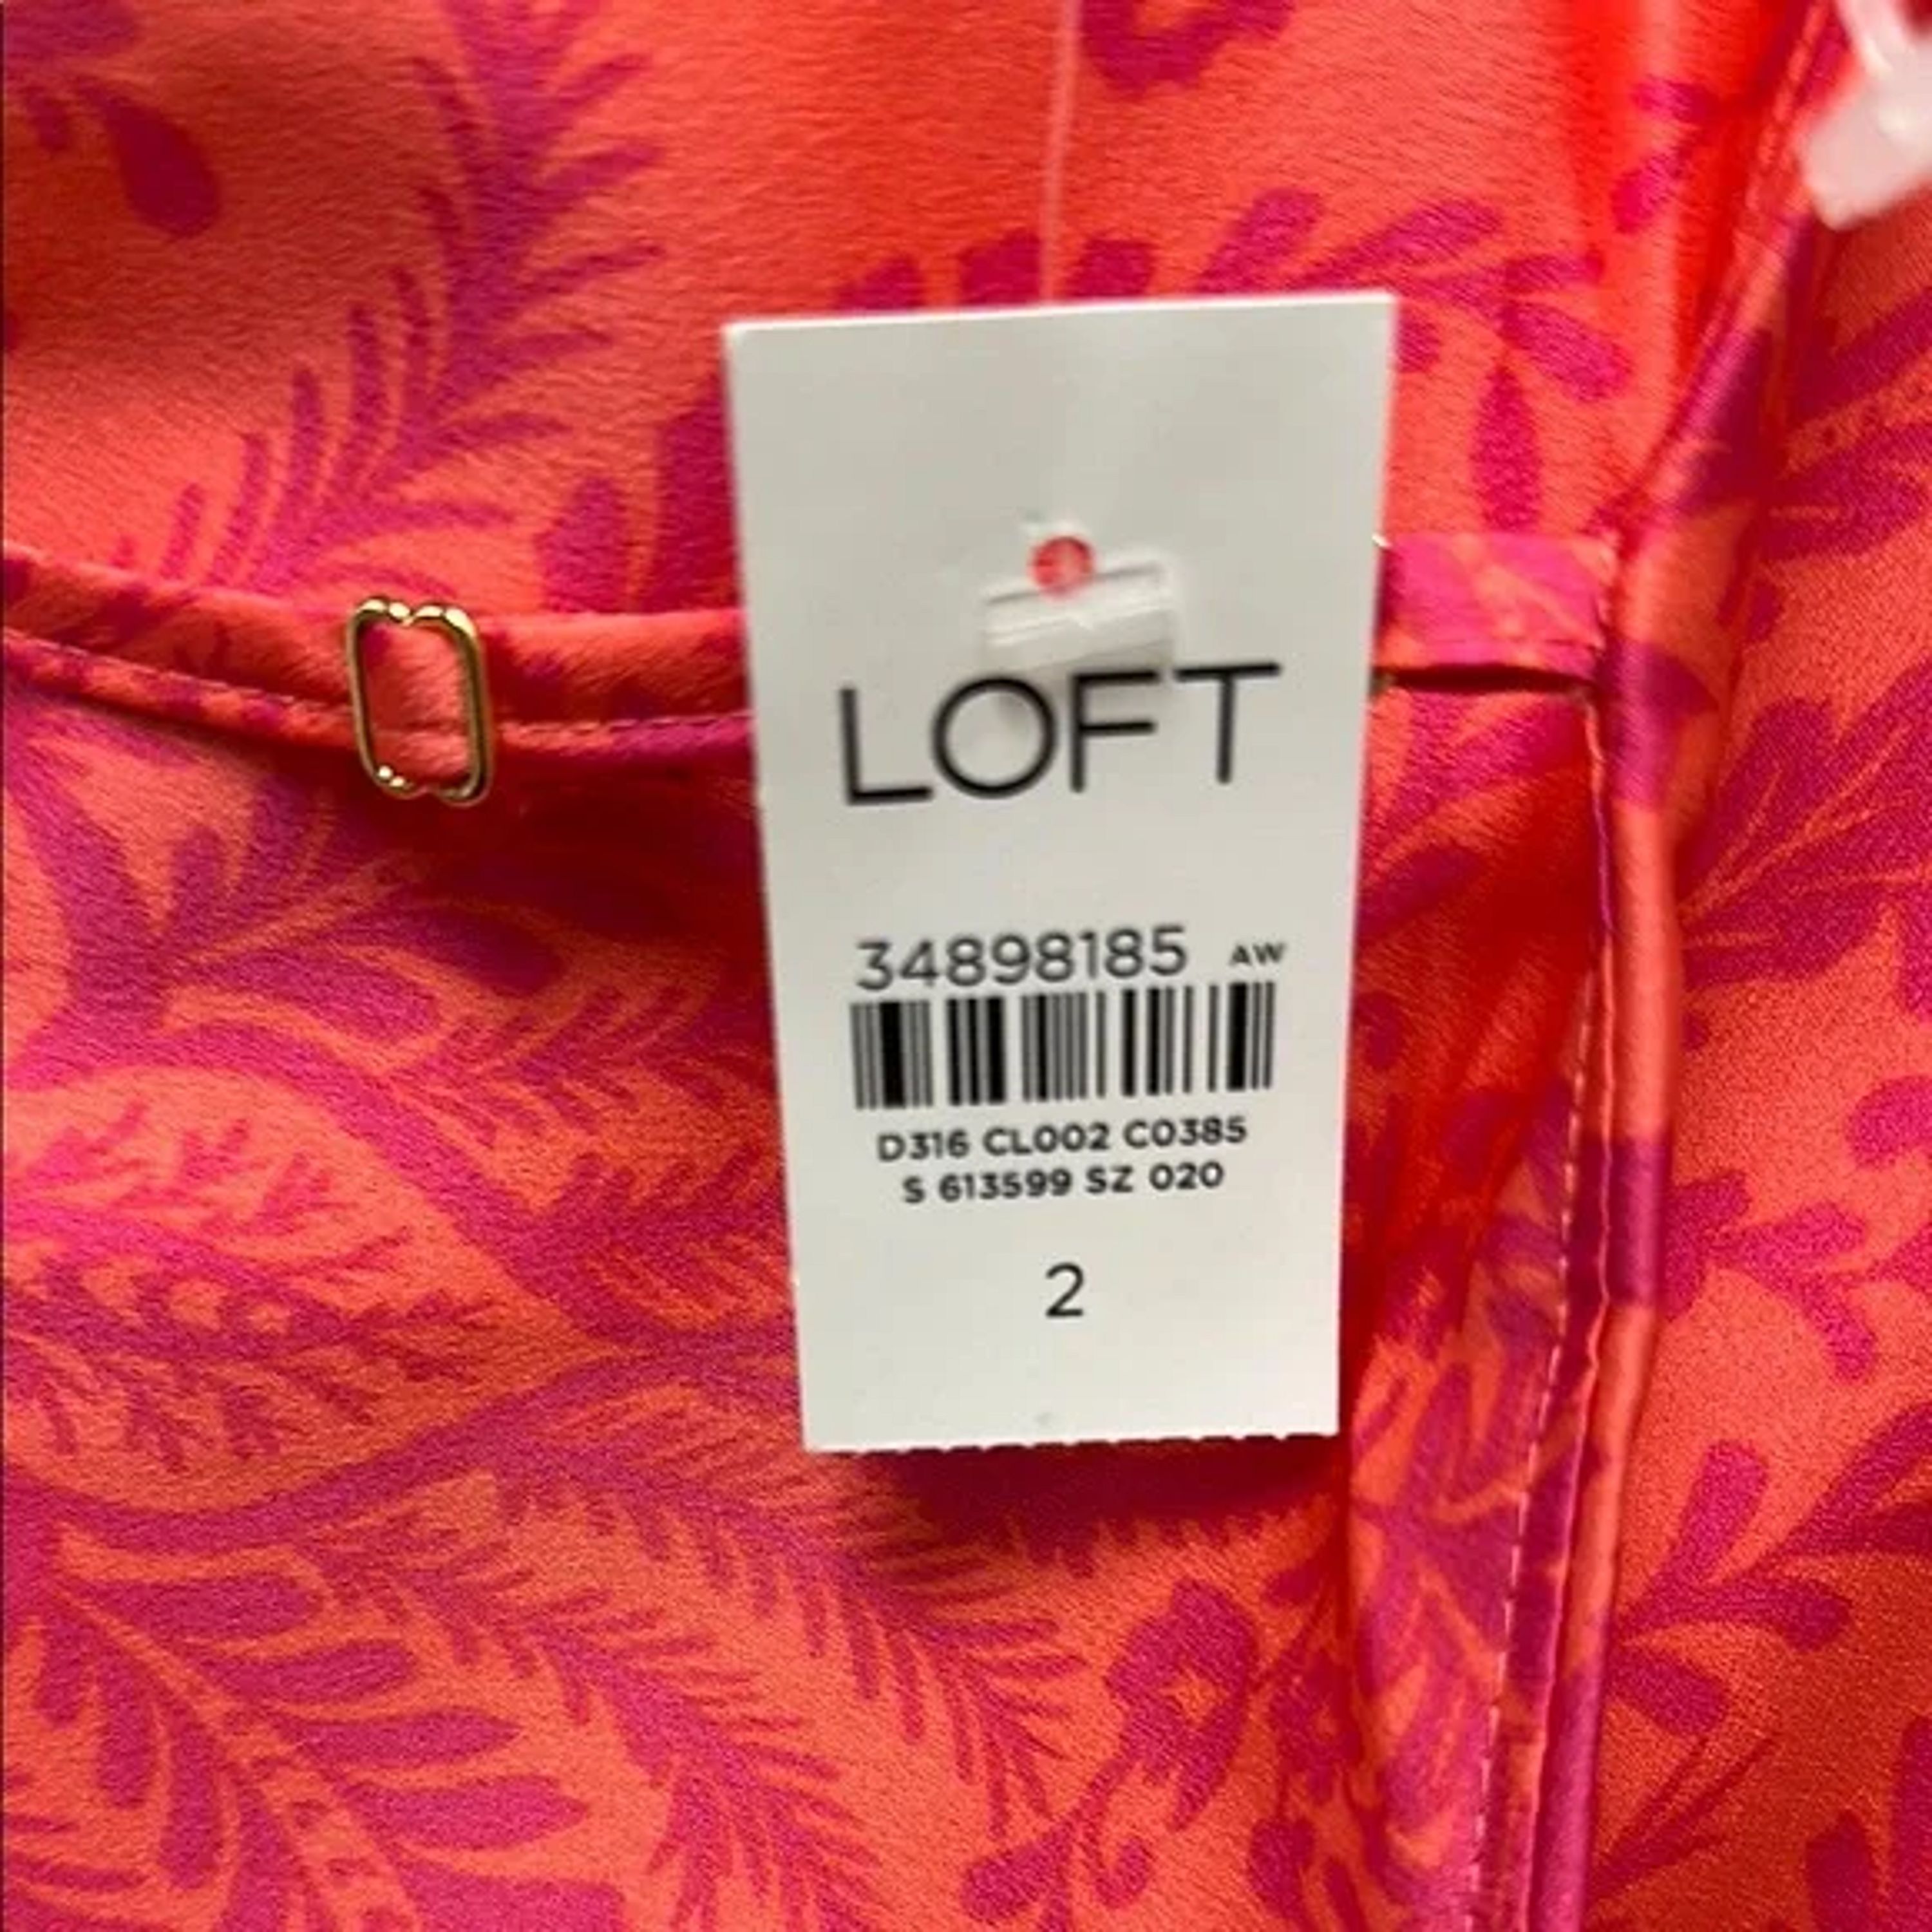 LOFT
34898185 AW
D316 CL002 C0385
S 613599 SZ 020
2